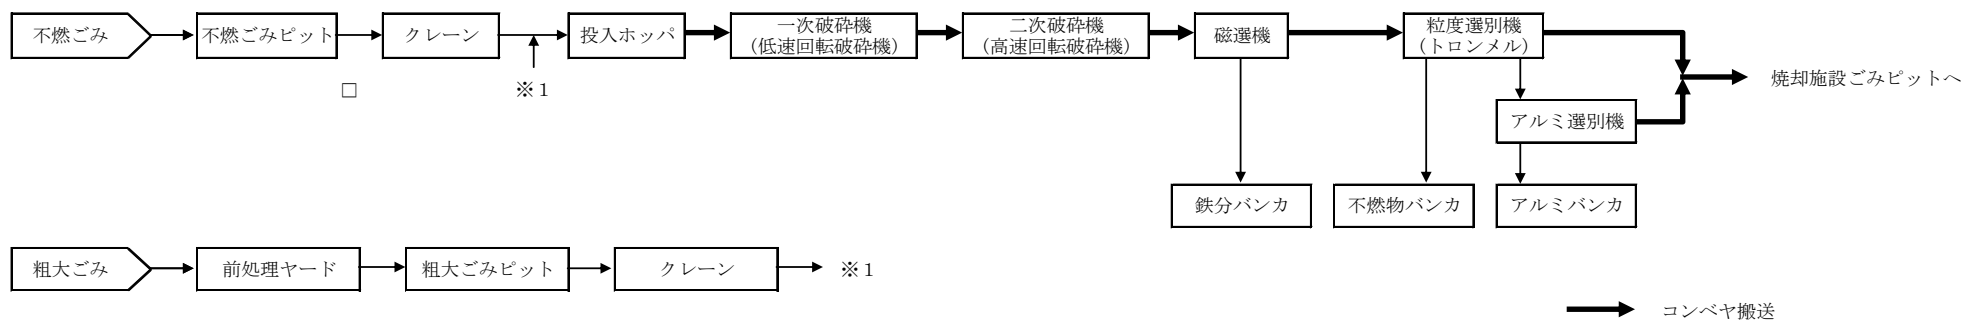 不燃ごみ
不燃ごみピット
クレーン
投入ホッパ
一次破砕機
(低速回転破砕機)
二次破砕機
(高速回転破砕機)
磁選機
粒度選別機
(トロンメル)
□
※1
焼却施設ごみピットへ
アルミ選別機
鉄分バンカ
不燃物バンカ
アルミバンカ
粗大ごみ
前処理ヤード
粗大ごみピット
クレーン
※1
コンベヤ搬送